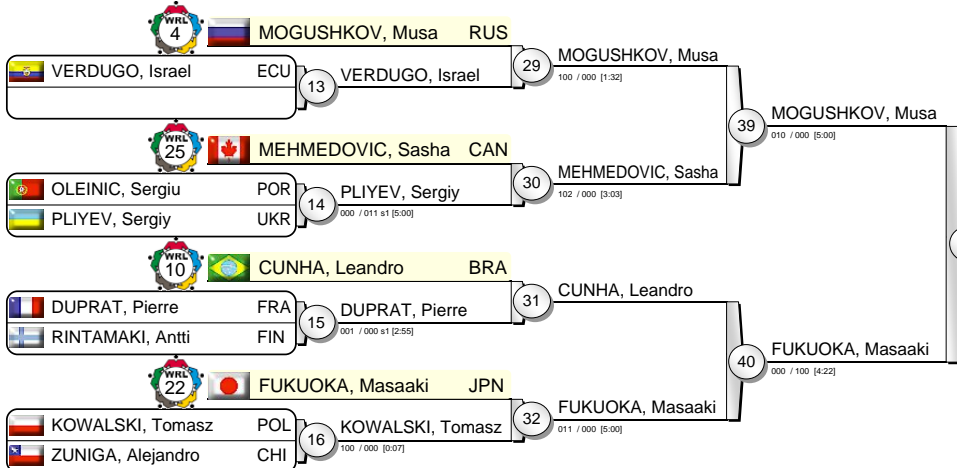 WRL
4
MOGUSHKOV, Musa RUS
VERDUGO, Israel ECU
13
VERDUGO, Israel
29
MOGUSHKOV, Musa
100 / 000 [1:32]
WRL
25
MEHMEDOVIC, Sasha CAN
OLEINIC, Sergiu POR
PLIYEV, Sergiy UKR
14
PLIYEV, Sergiy
000 / 011 s1 [5:00]
30
MEHMEDOVIC, Sasha
102 / 000 [3:03]
39
MOGUSHKOV, Musa
010 / 000 [5:00]
WRL
10
CUNHA, Leandro BRA
DUPRAT, Pierre FRA
RINTAMAKI, Antti FIN
15
DUPRAT, Pierre
001 / 000 s1 [2:55]
31
CUNHA, Leandro
WRL
22
FUKUOKA, Masaaki JPN
KOWALSKI, Tomasz POL
ZUNIGA, Alejandro CHI
16
KOWALSKI, Tomasz
100 / 000 [0:07]
32
FUKUOKA, Masaaki
011 / 000 [5:00]
40
FUKUOKA, Masaaki
000 / 100 [4:22]